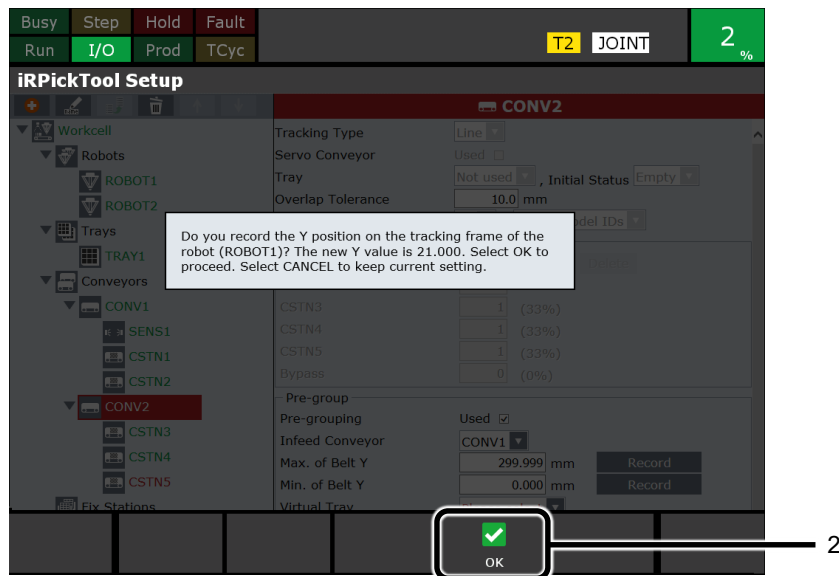 Busy Step Hold Fault
Run I/O Prod TCyc
T2 JOINT 2 %
iRPickTool Setup
CONV2
Workcell
Robots
ROBOT1
ROBOT2
Trays
TRAY1
Conveyors
CONV1
SENS1
CSTN1
CSTN2
CONV2
CSTN3
CSTN4
CSTN5
Fix Stations
Tracking Type Line
Servo Conveyor Used
Tray Not used , Initial Status Empty
Overlap Tolerance 10.0 mm
del IDs
Do you record the Y position on the tracking frame of the
robot (ROBOT1)? The new Y value is 21.000. Select OK to
proceed. Select CANCEL to keep current setting.
CSTN3 1 (33%)
CSTN4 1 (33%)
CSTN5 1 (33%)
Bypass 0 (0%)
Pre-group
Pre-grouping Used
Infeed Conveyor CONV1
Max. of Belt Y 299.999 mm Record
Min. of Belt Y 0.000 mm Record
Virtual Tray
OK
2